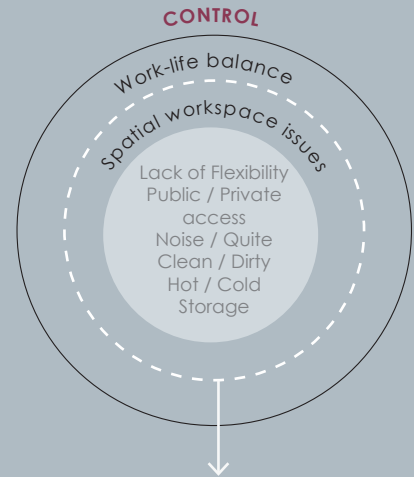 CONTROL
Work-life balance
Spatial workspace issues
Lack of Flexibility
Public / Private
access
Noise / Quite
Clean / Dirty
Hot / Cold
Storage